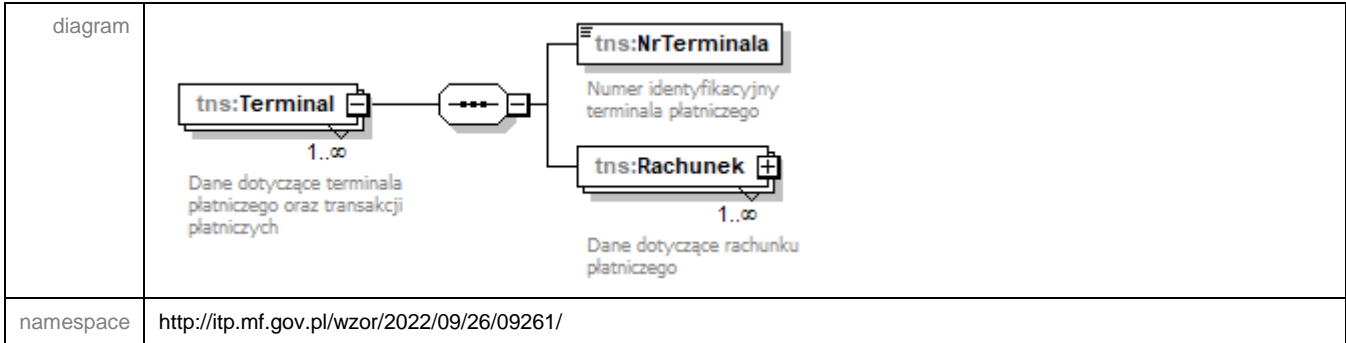 diagram
tns:NrTerminala
Numer identyfikacyjny
terminala płatniczego
tns:Terminal
1..∞
Dane dotyczące terminala
płatniczego oraz transakcji
płatniczych
tns:Rachunek
1..∞
Dane dotyczące rachunku
płatniczego
namespace http://itp.mf.gov.pl/wzor/2022/09/26/09261/